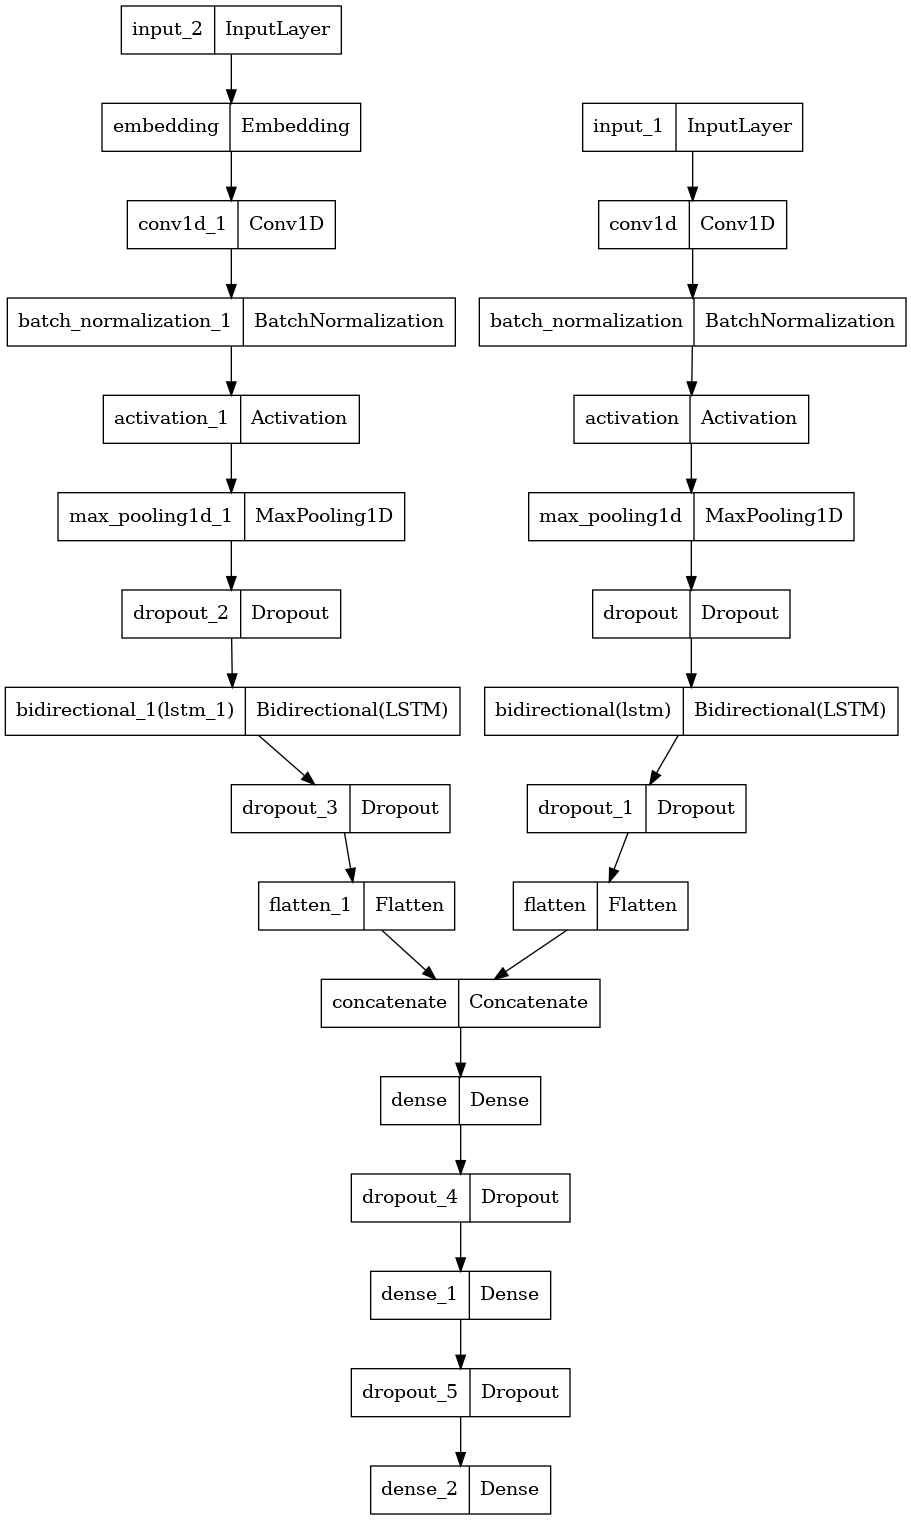 input_2 InputLayer
embedding Embedding
input_1 InputLayer
conv1d_1 Conv1D
conv1d Conv1D
batch_normalization_1 BatchNormalization
batch_normalization BatchNormalization
activation_1 Activation
activation Activation
max_pooling1d_1 MaxPooling1D
max_pooling1d MaxPooling1D
dropout_2 Dropout
dropout Dropout
bidirectional_1(lstm_1) Bidirectional(LSTM)
bidirectional(lstm) Bidirectional(LSTM)
dropout_3 Dropout
dropout_1 Dropout
flatten_1 Flatten
flatten Flatten
concatenate Concatenate
dense Dense
dropout_4 Dropout
dense_1 Dense
dropout_5 Dropout
dense_2 Dense